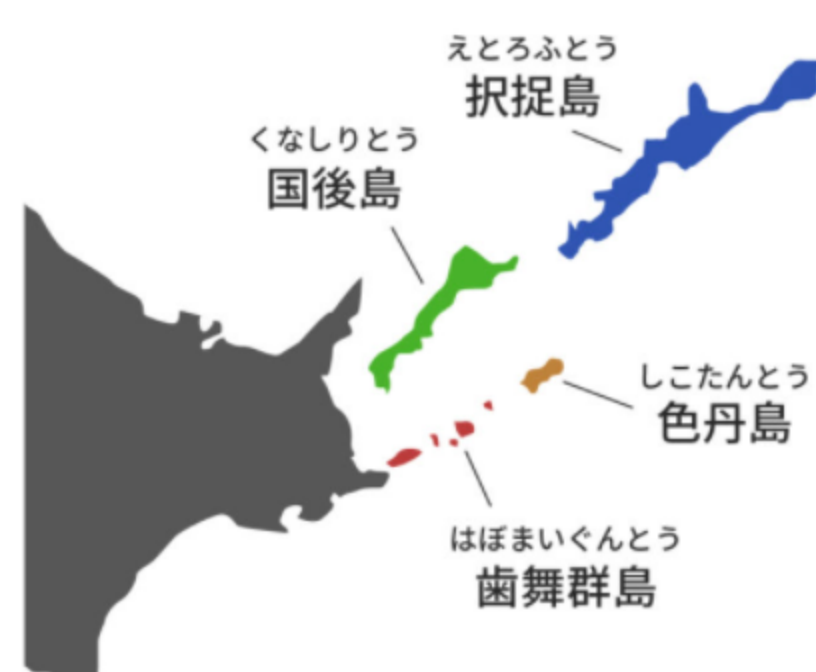 えとろふとう
択捉島
くなしりとう
国後島
しこたんとう
色丹島
はぼまいぐんとう
歯舞群島